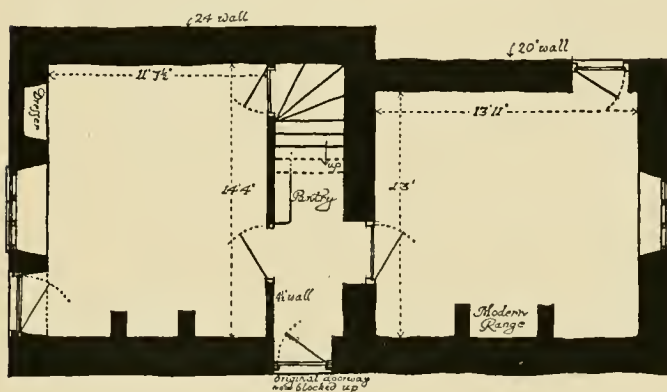 24 wall
20" wall
11' 7½"
Dresser
13' 11"
up
14' 4"
13'
Pantry
4½ wall
Modern
Range
original doorway
now blocked up